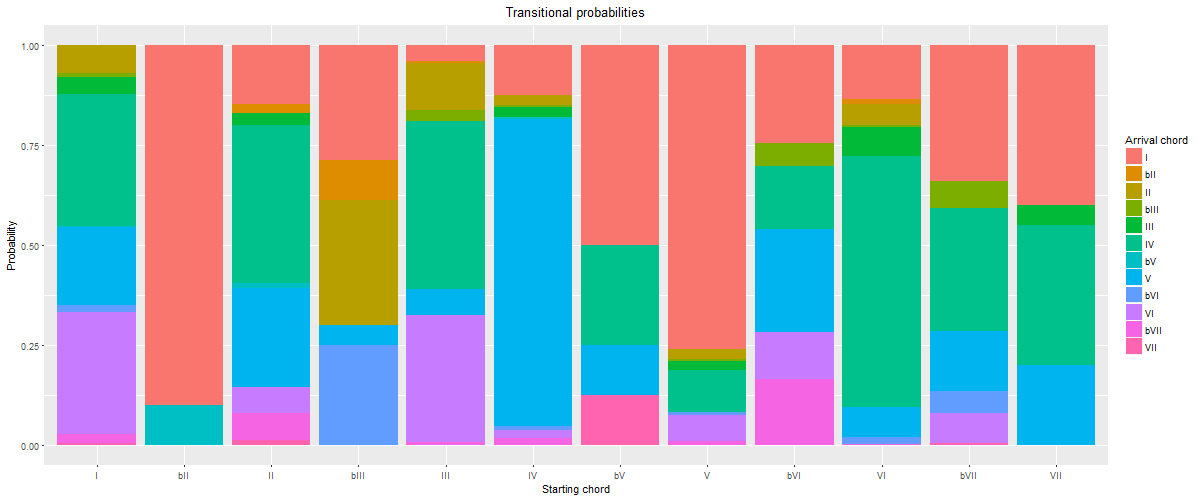 Transitional probabilities
Probability
1.00
0.75
0.50
0.25
0.00
I bII II bIII III IV bV V bVI VI bVII VII
Starting chord
Arrival chord
I
bII
II
bIII
III
IV
bV
V
bVI
VI
bVII
VII